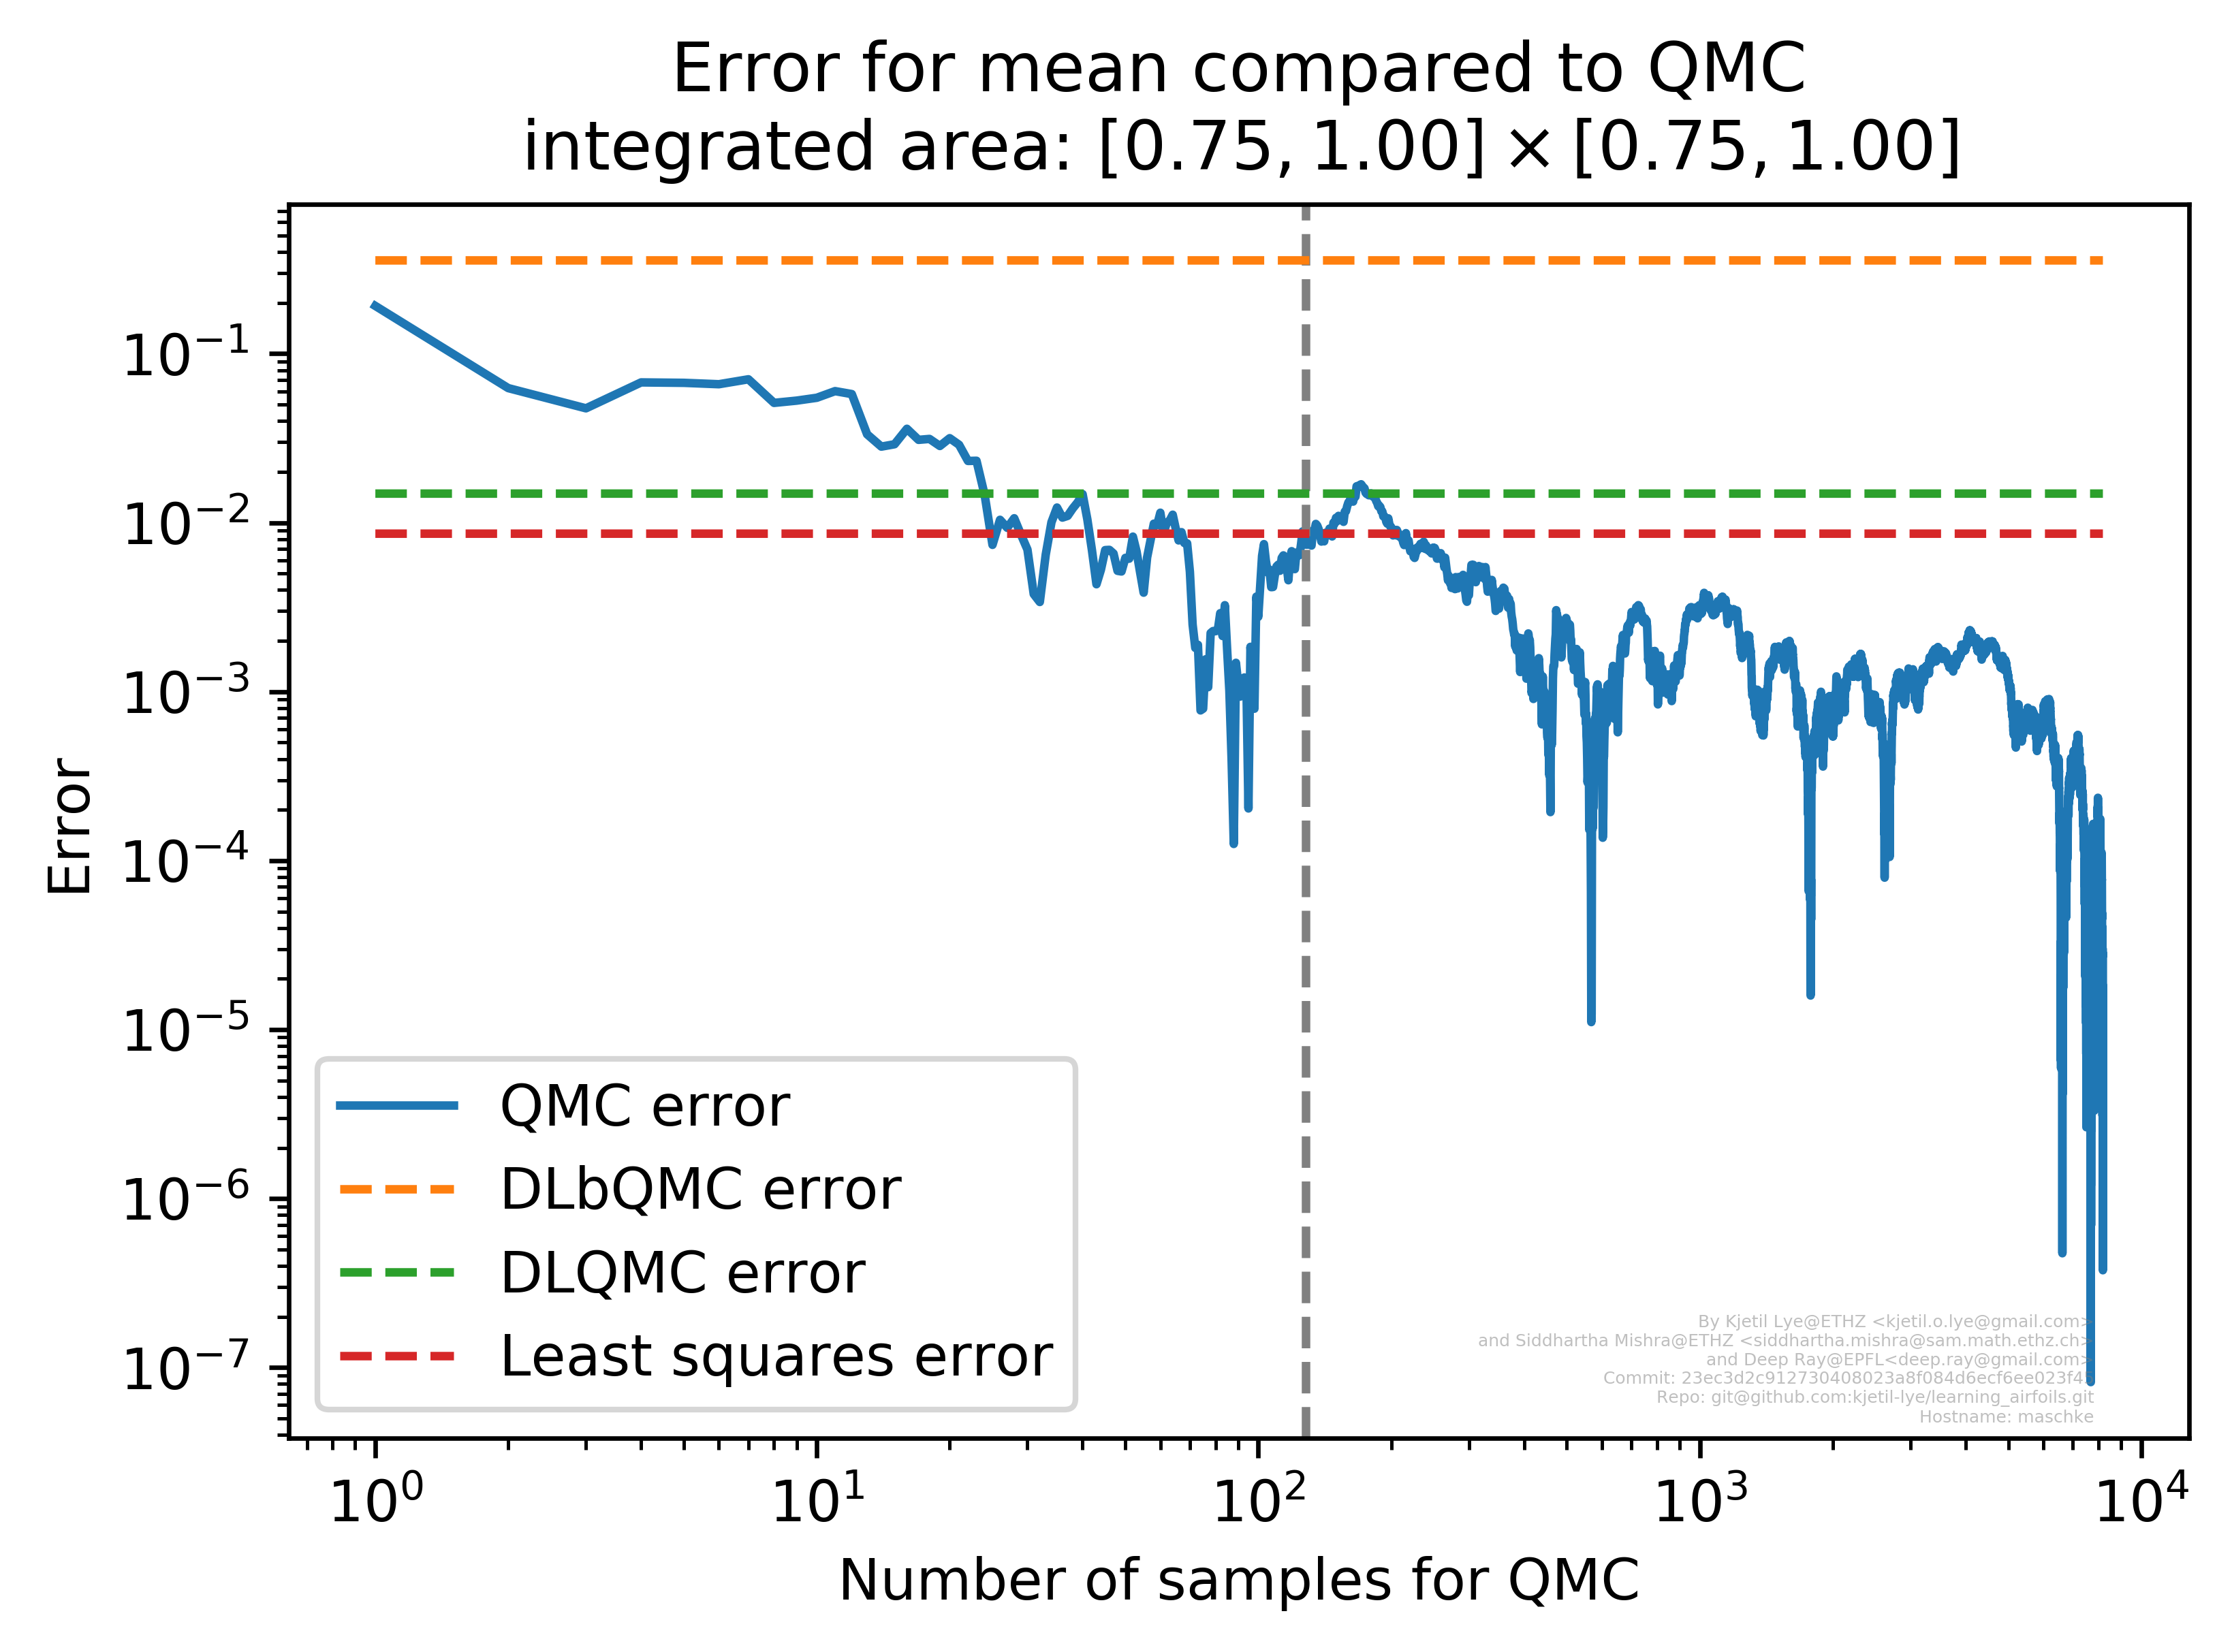 Error for mean compared to QMC
integrated area: [0.75, 1.00] × [0.75, 1.00]
10⁻¹
10⁻²
10⁻³
10⁻⁴
10⁻⁵
10⁻⁶
10⁻⁷
Error
QMC error
DLbQMC error
DLQMC error
Least squares error
By Kjetil Lye@ETHZ <kjetil.o.lye@gmail.com>
and Siddhartha Mishra@ETHZ <siddhartha.mishra@sam.math.ethz.ch>
and Deep Ray@EPFL<deep.ray@gmail.com>
Commit:
Repo: git@github.com:kjetil-lye/learning_airfoils.git
Hostname: maschke
10⁰ 10¹ 10² 10³ 10⁴
Number of samples for QMC